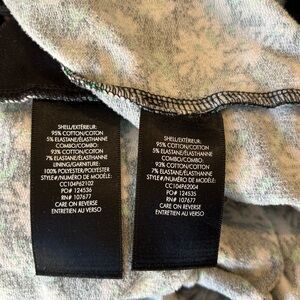 SHELL/EXTÉRIEUR:
95% COTTON/COTON
5% ELASTANE/ÉLASTHANNE
COMBO/COMBO:
93% COTTON/COTON
7% ELASTANE/ÉLASTHANNE
LINING/GARNITURE:
100% POLYESTER/POLYESTER
STYLE#/NUMÉRO DE MODÈLE:
CC104P62102
PO# 124536
RN# 107677
CARE ON REVERSE
ENTRETIEN AU VERSO
SHELL/EXTÉRIEUR:
95% COTTON/COTON
5% ELASTANE/ÉLASTHANNE
COMBO/COMBO:
93% COTTON/COTON
7% ELASTANE/ÉLASTHANNE
STYLE#/NUMÉRO DE MODÈLE:
CC104P62004
PO# 124535
RN# 107677
CARE ON REVERSE
ENTRETIEN AU VERSO